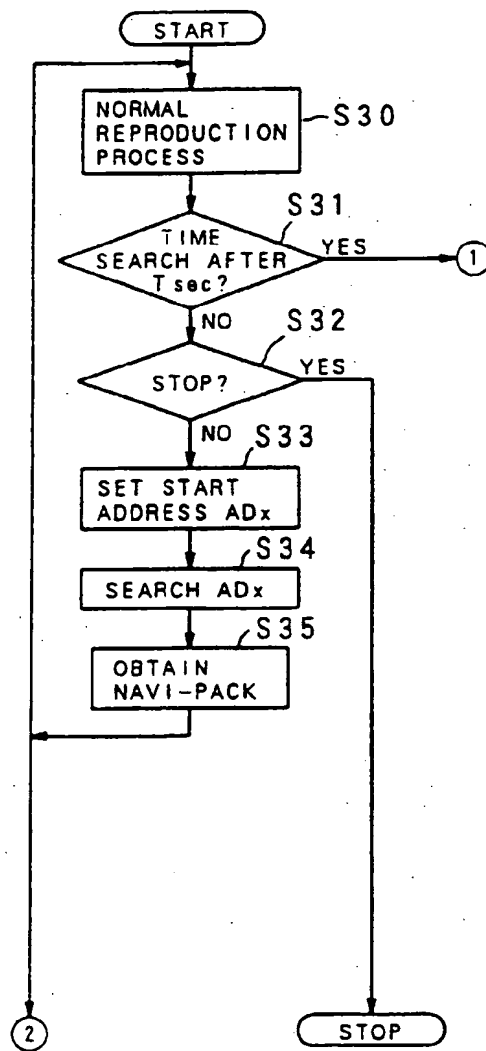 START
NORMAL
REPRODUCTION
PROCESS
S30
S31
TIME
SEARCH AFTER
Tsec?
YES
1
NO
S32
STOP?
YES
NO
S33
SET START
ADDRESS ADx
S34
SEARCH ADx
S35
OBTAIN
NAVI-PACK
2
STOP